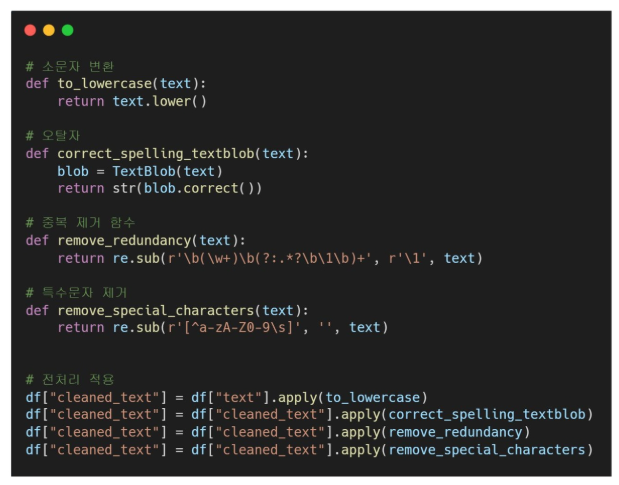 # 소문자 변환
def to_lowercase(text):
    return text.lower()
# 오탈자
def correct_spelling_textblob(text):
    blob = TextBlob(text)
    return str(blob.correct())
# 중복 제거 함수
def remove_redundancy(text):
    return re.sub(r'\b(\w+)\b(?:.*?\b\1\b)+', r'\1', text)
# 특수문자 제거
def remove_special_characters(text):
    return re.sub(r'[^a-zA-Z0-9\s]', '', text)
# 전처리 적용
df["cleaned_text"] = df["text"].apply(to_lowercase)
df["cleaned_text"] = df["cleaned_text"].apply(correct_spelling_textblob)
df["cleaned_text"] = df["cleaned_text"].apply(remove_redundancy)
df["cleaned_text"] = df["cleaned_text"].apply(remove_special_characters)